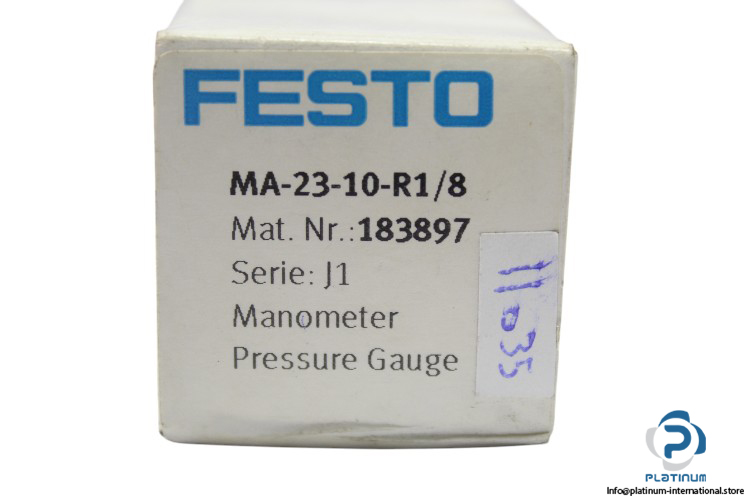 FESTO
MA-23-10-R1/8
Mat. Nr.:183897
Serie: J1
Manometer
Pressure Gauge
11035
PLATINUM
Info@platinum-international.store